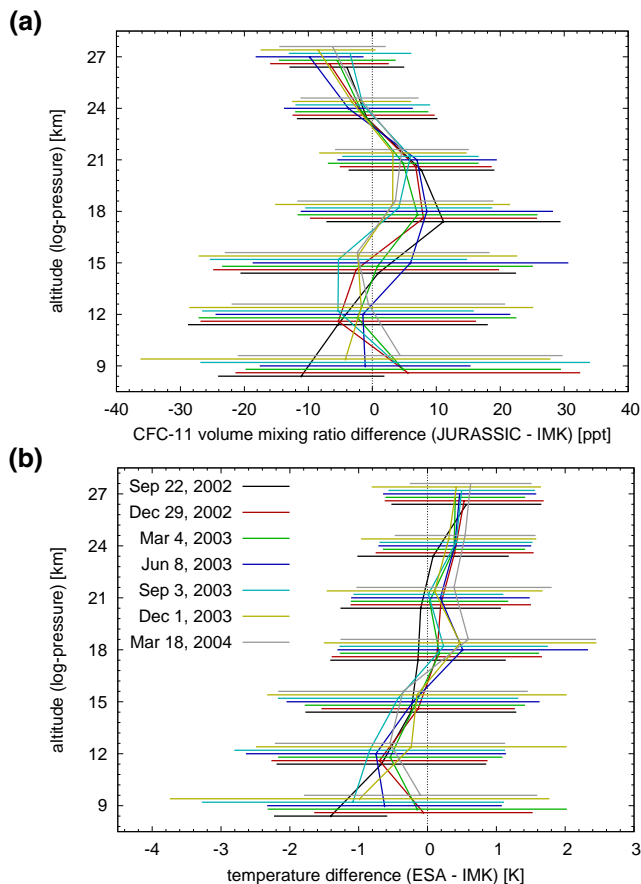 (a)
27
24
21
18
15
12
9
altitude (log-pressure) [km]
-40 -30 -20 -10 0 10 20 30 40
CFC-11 volume mixing ratio difference (JURASSIC - IMK) [ppt]
(b)
Sep 22, 2002
Dec 29, 2002
Mar 4, 2003
Jun 8, 2003
Sep 3, 2003
Dec 1, 2003
Mar 18, 2004
27
24
21
18
15
12
9
altitude (log-pressure) [km]
-4 -3 -2 -1 0 1 2 3
temperature difference (ESA - IMK) [K]